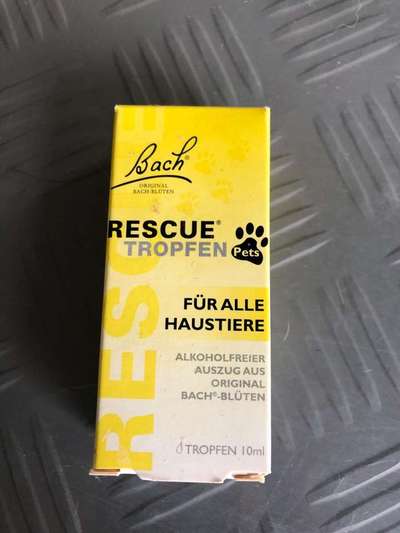 Bach
ORIGINAL
BACH-BLÜTEN
RESCUE®
TROPFEN Pets
FÜR ALLE
HAUSTIERE
ALKOHOLFREIER
AUSZUG AUS
ORIGINAL
BACH®-BLÜTEN
TROPFEN 10ml
RESCUE